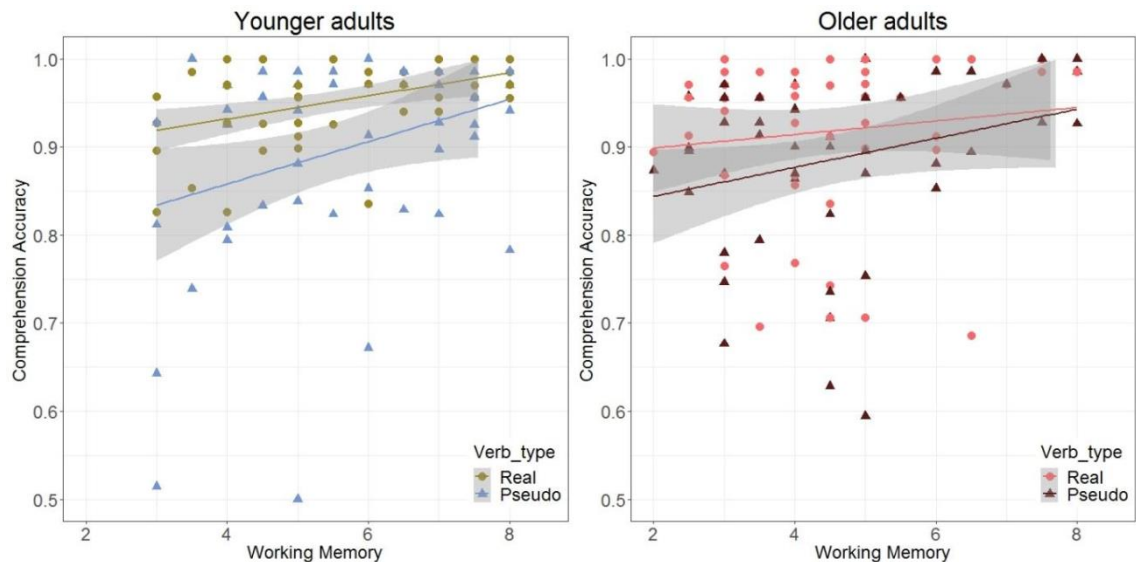 Younger adults
Comprehension Accuracy
1.0
0.9
0.8
0.7
0.6
0.5
2
4
6
8
Working Memory
Verb_type
Real
Pseudo
Older adults
Comprehension Accuracy
1.0
0.9
0.8
0.7
0.6
0.5
2
4
6
8
Working Memory
Verb_type
Real
Pseudo